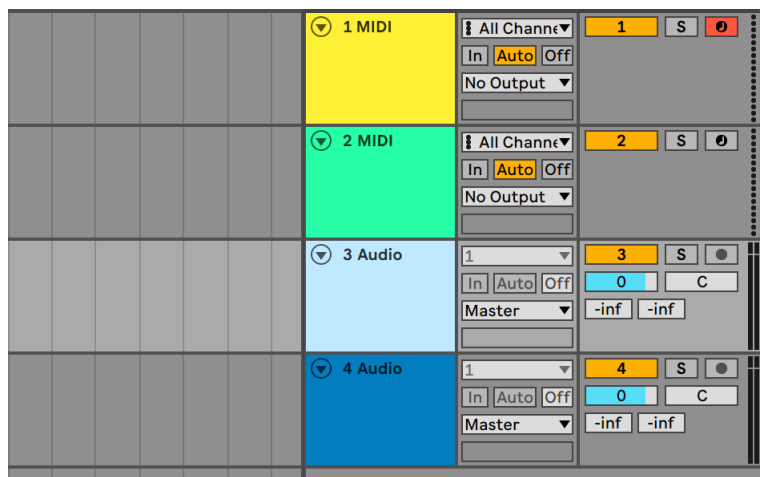 1 MIDI All Channe 1 S
In Auto Off
No Output
2 MIDI All Channe 2 S
In Auto Off
No Output
3 Audio 1 3 S
In Auto Off 0 C
Master -inf -inf
4 Audio 1 4 S
In Auto Off 0 C
Master -inf -inf